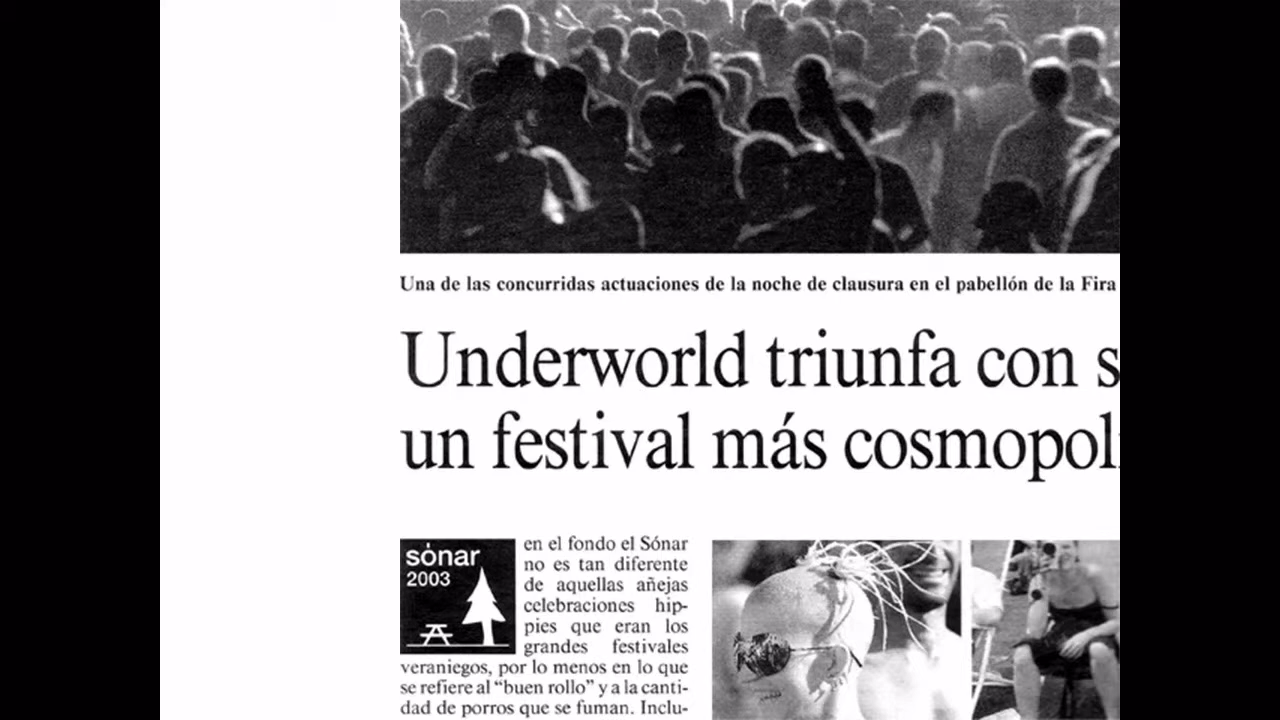 Una de las concurridas actuaciones de la noche de clausura en el pabellón de la Fira
Underworld triunfa con s
un festival más cosmopol
sónar
2003
en el fondo el Sónar
no es tan diferente
de aquellas añejas
celebraciones hip-
pies que eran los
grandes festivales
veraniegos, por lo menos en lo que
se refiere al “buen rollo” y a la canti-
dad de porros que se fuman. Inclu-